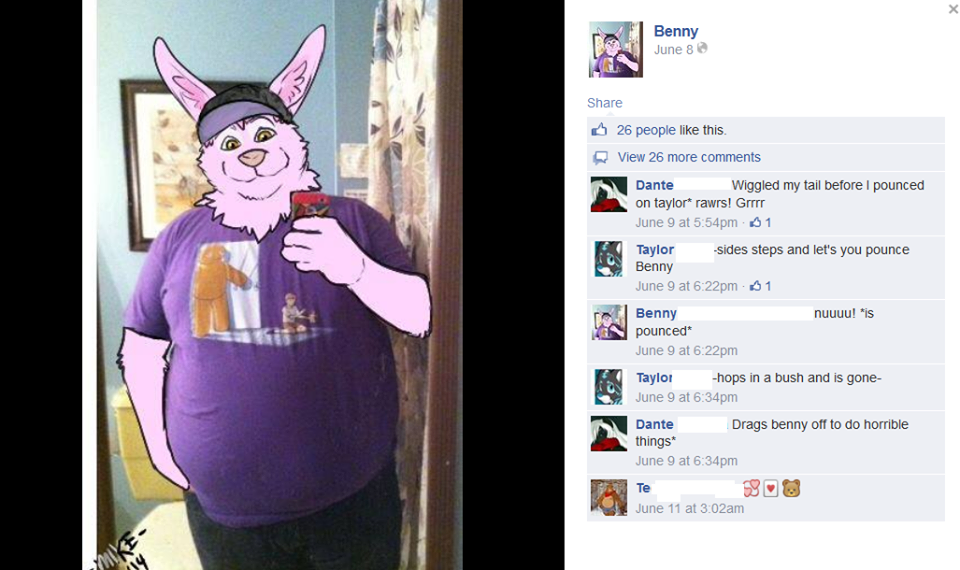 Benny
June 8
Share
26 people like this.
View 26 more comments
Dante Wiggled my tail before I pounced
on taylor* rawrs! Grrrr
June 9 at 5:54pm · 1
Taylor -sides steps and let's you pounce
Benny
June 9 at 6:22pm · 1
Benny nuuuu! *is
pounced*
June 9 at 6:22pm
Taylor -hops in a bush and is gone-
June 9 at 6:34pm
Dante Drags benny off to do horrible
things*
June 9 at 6:34pm
Te
June 11 at 3:02am